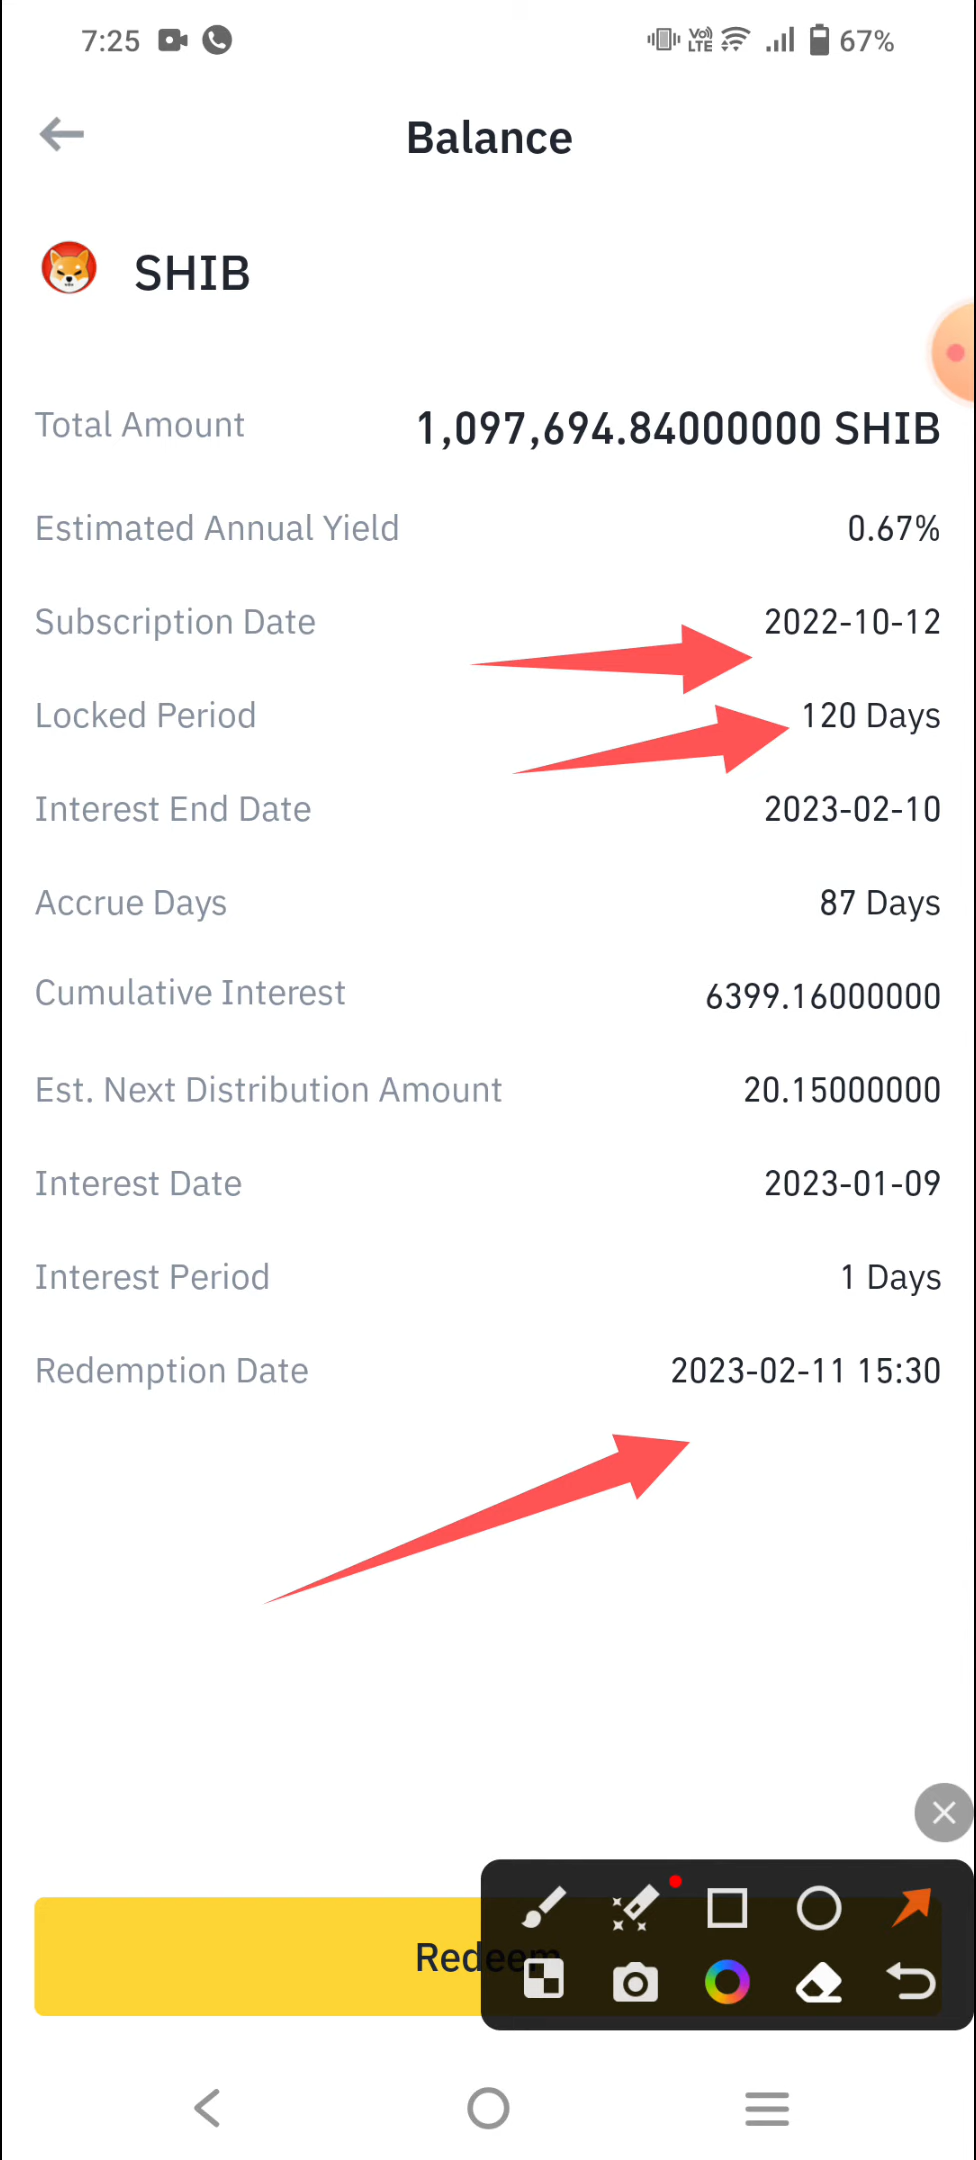 7:25 Vo)) LTE 67%
Balance
SHIB
Total Amount 1,097,694.84000000 SHIB
Estimated Annual Yield 0.67%
Subscription Date 2022-10-12
Locked Period 120 Days
Interest End Date 2023-02-10
Accrue Days 87 Days
Cumulative Interest 6399.16000000
Est. Next Distribution Amount 20.15000000
Interest Date 2023-01-09
Interest Period 1 Days
Redemption Date 2023-02-11 15:30
Redeem